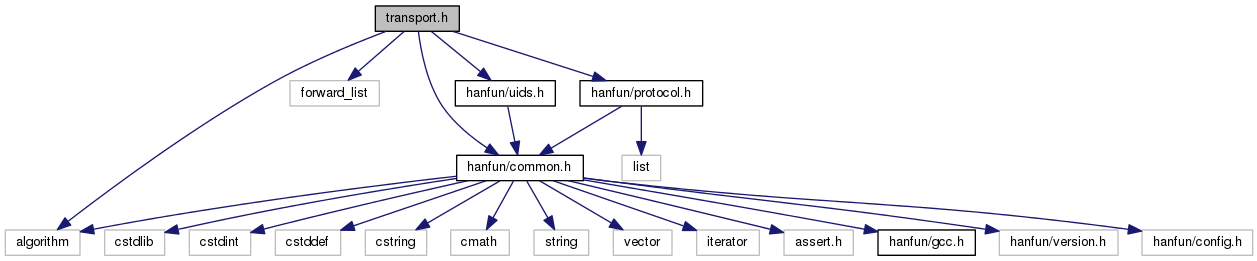 transport.h
forward_list
hanfun/uids.h
hanfun/protocol.h
hanfun/common.h
list
algorithm
cstdlib
cstdint
cstddef
cstring
cmath
string
vector
iterator
assert.h
hanfun/gcc.h
hanfun/version.h
hanfun/config.h